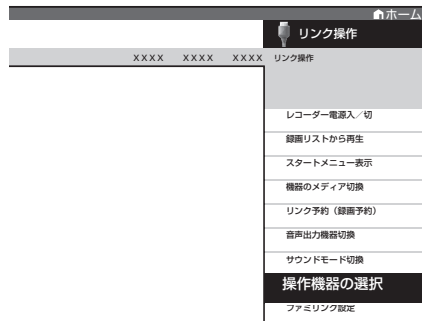 ホーム
リンク操作
XXXX XXXX XXXX リンク操作
レコーダー電源入／切
録画リストから再生
スタートメニュー表示
機器のメディア切換
リンク予約（録画予約）
音声出力機器切換
サウンドモード切換
操作機器の選択
ファミリンク設定